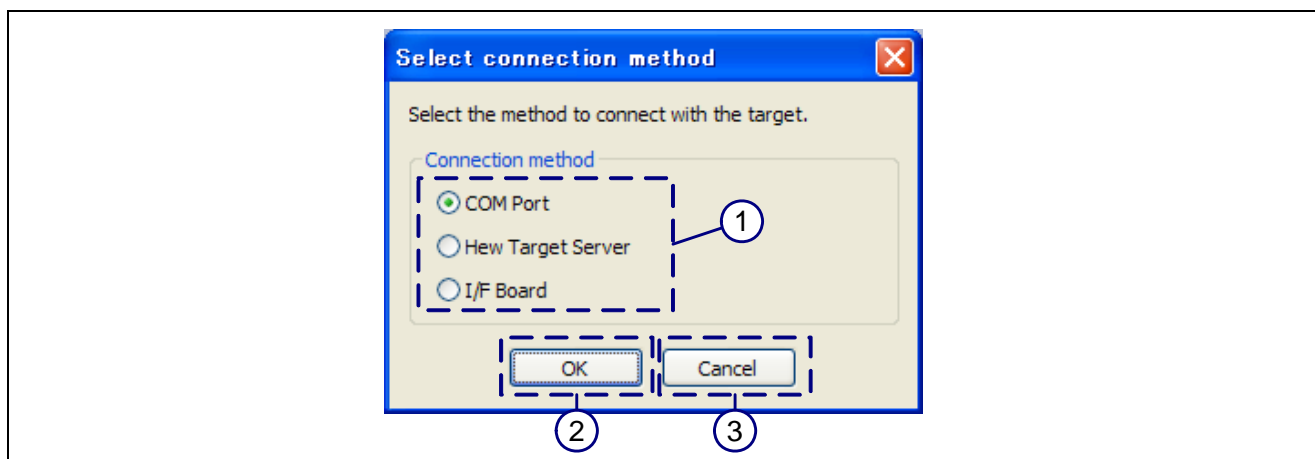 Select connection method
Select the method to connect with the target.
Connection method
COM Port
Hew Target Server
I/F Board
1
OK
Cancel
2
3